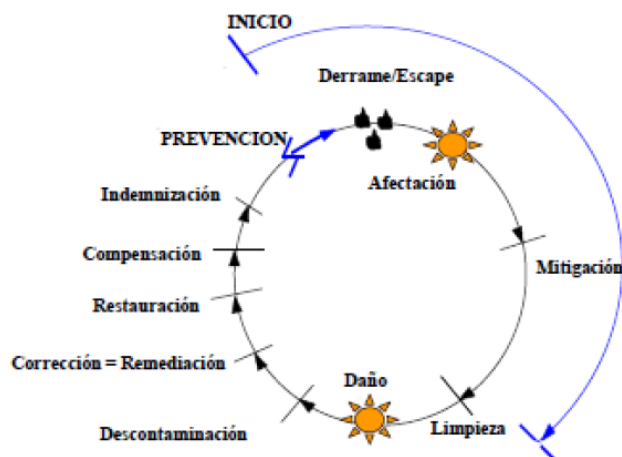 INICIO
Derrame/Escape
PREVENCION
Afectación
Indemnización
Compensación
Mitigación
Restauración
Corrección = Remediación
Daño
Limpieza
Descontaminación